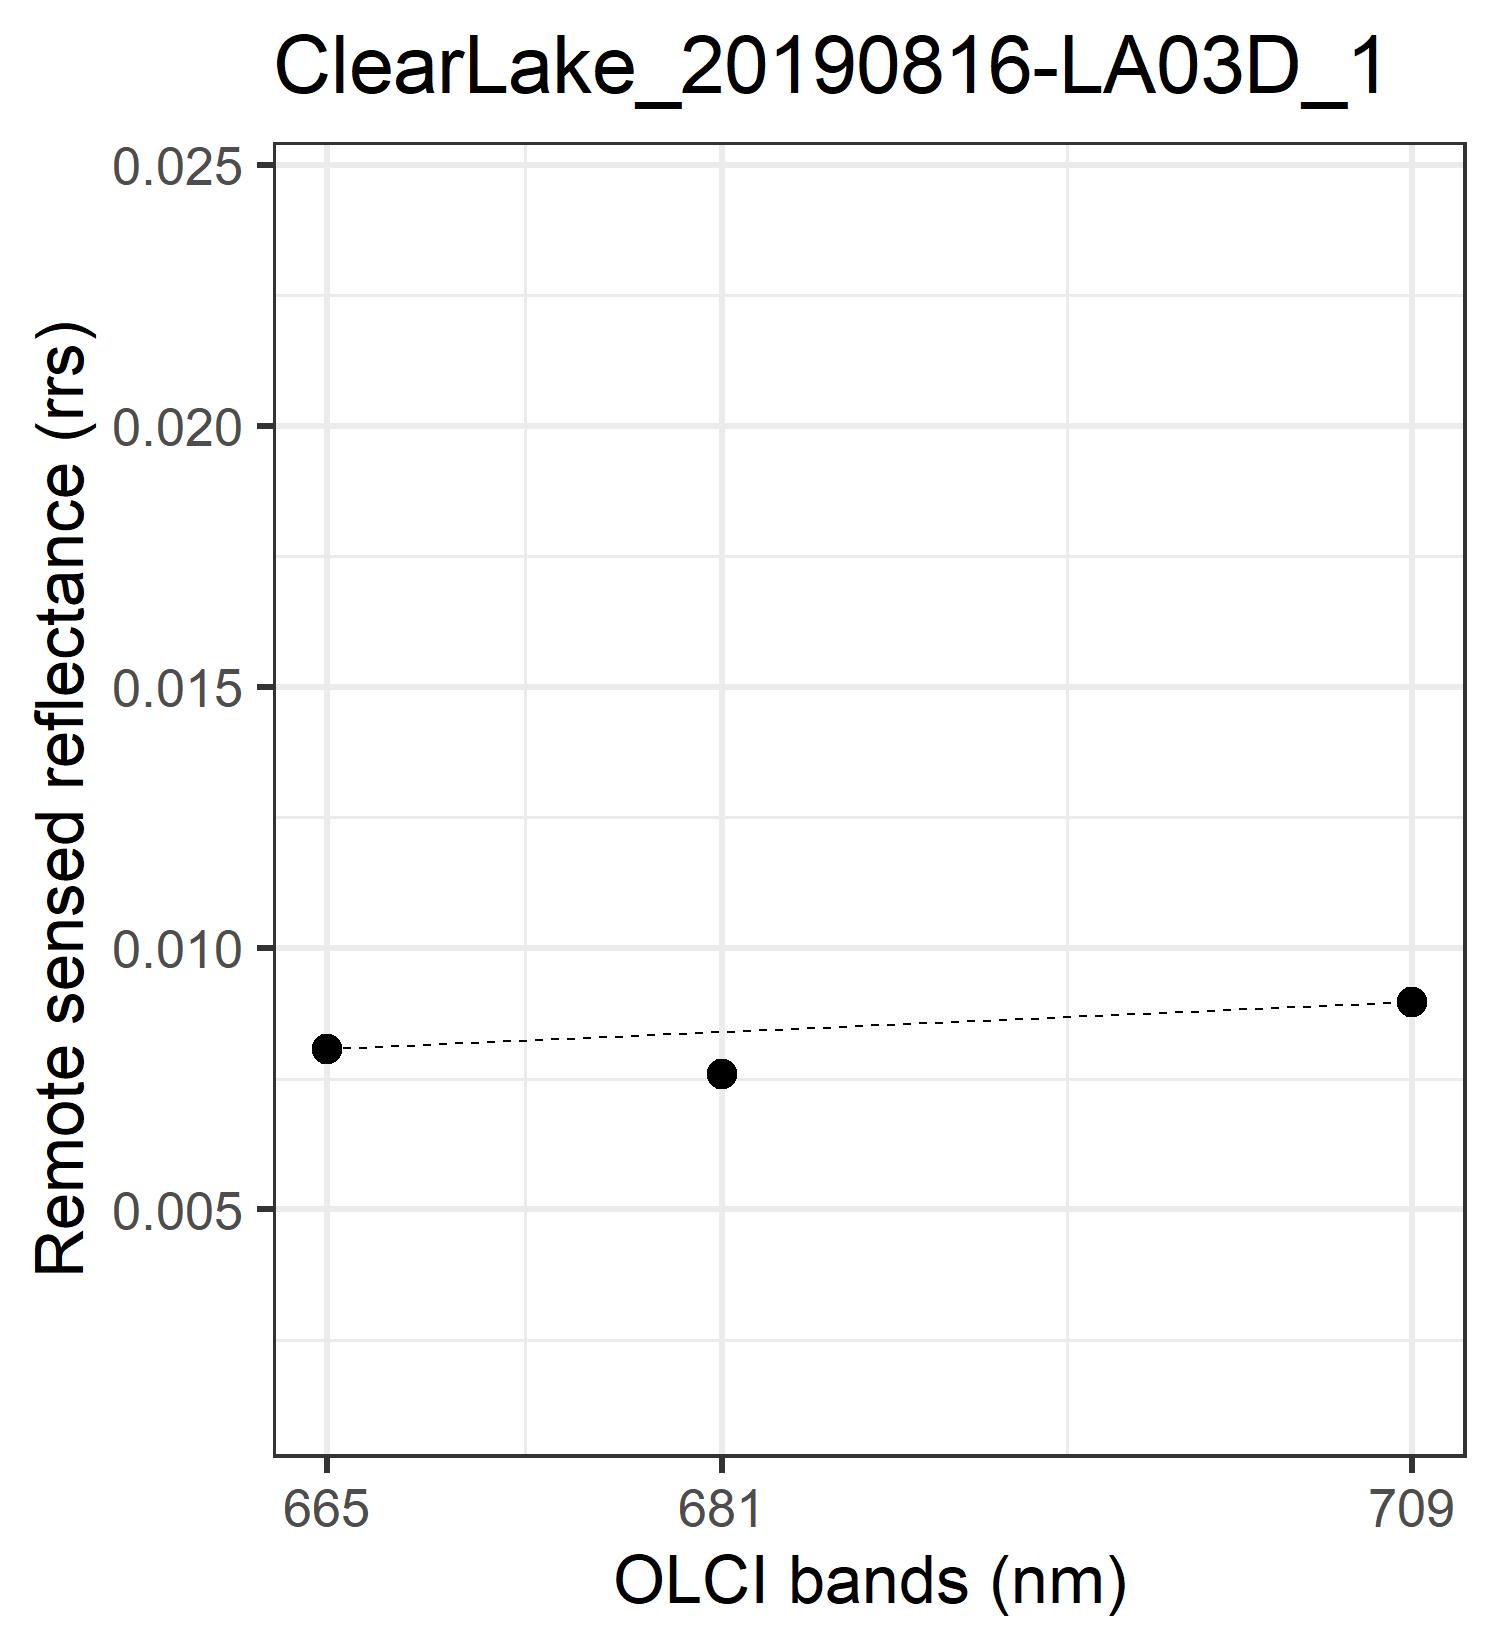 ClearLake_20190816-LA03D_1
Remote sensed reflectance (rrs)
0.025
0.020
0.015
0.010
0.005
665 681 709
OLCI bands (nm)